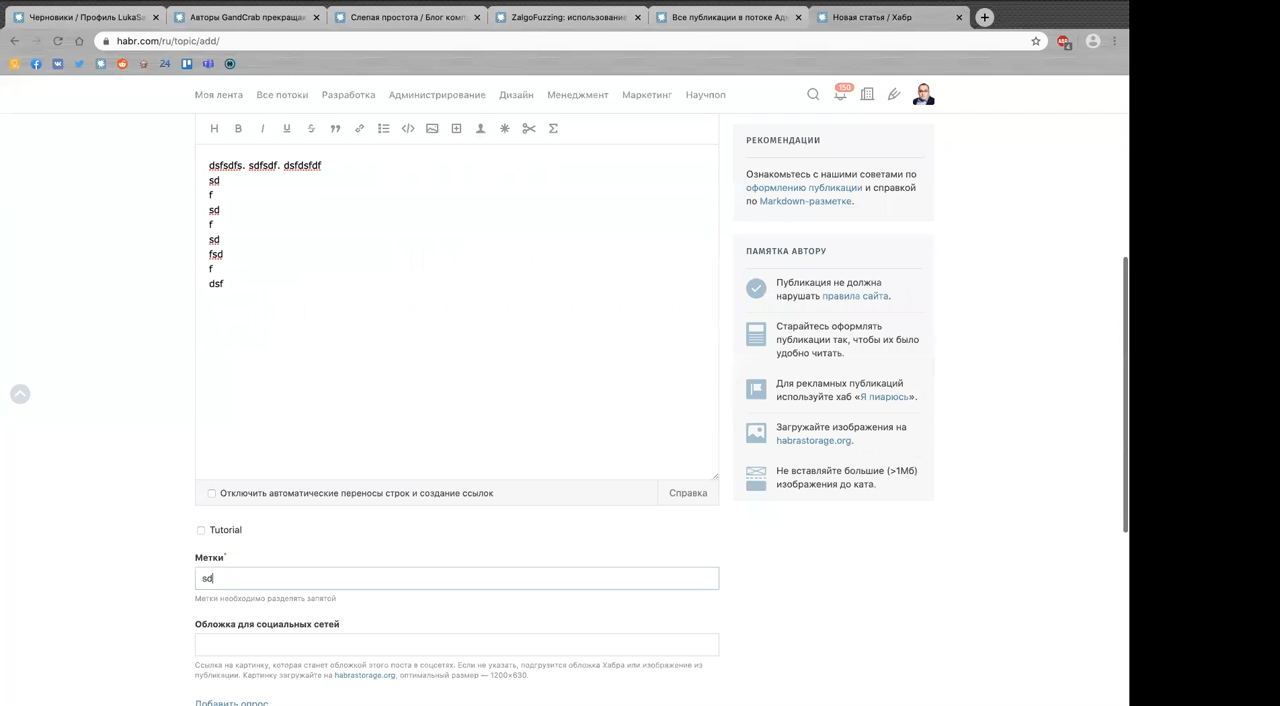 Черновики / Профиль LukaSa
Авторы GandCrab прекращаю
Слепая простота / Блог комп
ZalgoFuzzing: использование
Все публикации в потоке Ад
Новая статья / Хабр
habr.com/ru/topic/add/
24
Моя лента Все потоки Разработка Администрирование Дизайн Менеджмент Маркетинг Научпоп
150
dsfsdfs. sdfsdf. dsfdsfdf
sd
f
sd
f
sd
fsd
f
dsf
Отключить автоматические переносы строк и создание ссылок
Справка
Tutorial
Метки*
sd
Метки необходимо разделять запятой
Обложка для социальных сетей
Ссылка на картинку, которая станет обложкой этого поста в соцсетях. Если не указать, подгрузится обложка Хабра или изображение из
публикации. Картинку загружайте на habrastorage.org, оптимальный размер — 1200×630.
Добавить опрос
РЕКОМЕНДАЦИИ
Ознакомьтесь с нашими советами по
оформлению публикации и справкой
по Markdown-разметке.
ПАМЯТКА АВТОРУ
Публикация не должна
нарушать правила сайта.
Старайтесь оформлять
публикации так, чтобы их было
удобно читать.
Для рекламных публикаций
используйте хаб «Я пиарюсь».
Загружайте изображения на
habrastorage.org.
Не вставляйте большие (>1Мб)
изображения до ката.